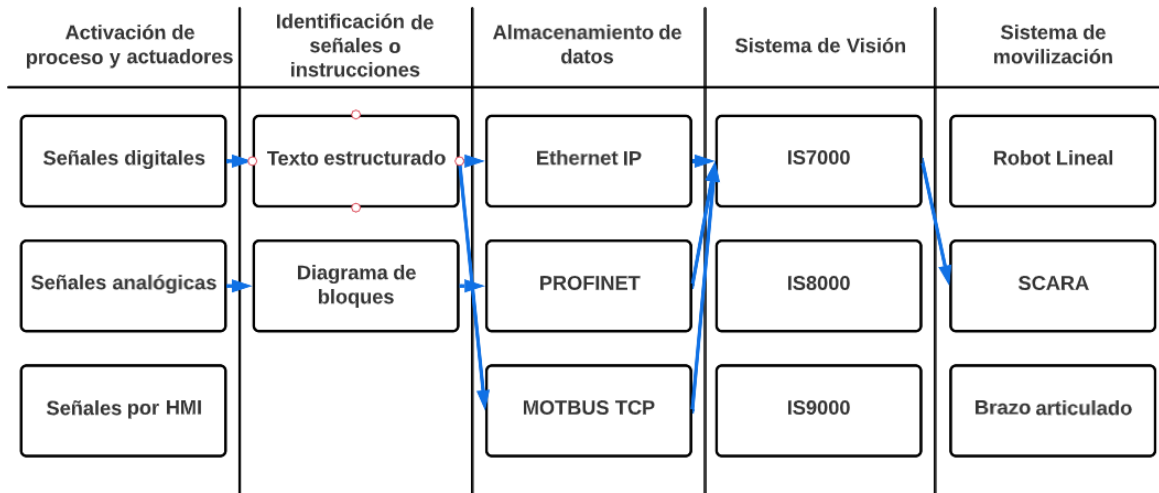 Activación de
proceso y actuadores
Identificación de
señales o
instrucciones
Almacenamiento de
datos
Sistema de Visión
Sistema de
movilización
Señales digitales
Texto estructurado
Ethernet IP
IS7000
Robot Lineal
Señales analógicas
Diagrama de
bloques
PROFINET
IS8000
SCARA
Señales por HMI
MOTBUS TCP
IS9000
Brazo articulado